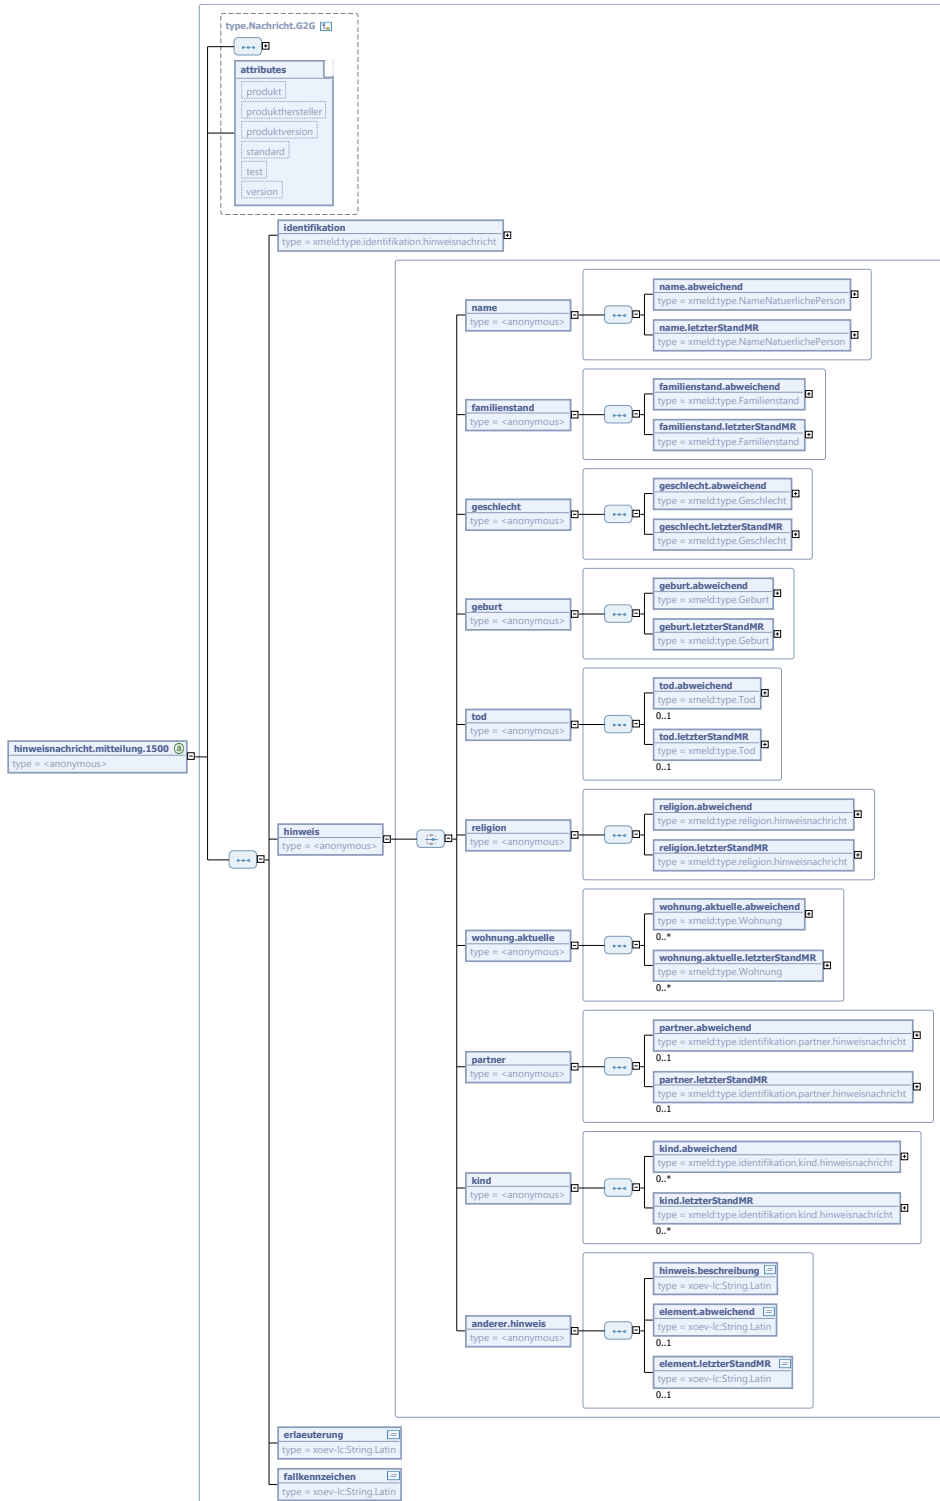 type.Nachricht.G2G
attributes
produkt
produkthersteller
produktversion
standard
test
version
identifikation
type = xmeld:type.identifikation.hinweisnachricht
name
type = <anonymous>
name.abweichend
type = xmeld:type.NameNatuerlichePerson
name.letzterStandMR
type = xmeld:type.NameNatuerlichePerson
familienstand
type = <anonymous>
familienstand.abweichend
type = xmeld:type.Familienstand
familienstand.letzterStandMR
type = xmeld:type.Familienstand
geschlecht
type = <anonymous>
geschlecht.abweichend
type = xmeld:type.Geschlecht
geschlecht.letzterStandMR
type = xmeld:type.Geschlecht
geburt
type = <anonymous>
geburt.abweichend
type = xmeld:type.Geburt
geburt.letzterStandMR
type = xmeld:type.Geburt
tod
type = <anonymous>
tod.abweichend
type = xmeld:type.Tod
0..1
tod.letzterStandMR
type = xmeld:type.Tod
0..1
hinweisnachricht.mitteilung.1500 a
type = <anonymous>
hinweis
type = <anonymous>
religion
type = <anonymous>
religion.abweichend
type = xmeld:type.religion.hinweisnachricht
religion.letzterStandMR
type = xmeld:type.religion.hinweisnachricht
wohnung.aktuelle
type = <anonymous>
wohnung.aktuelle.abweichend
type = xmeld:type.Wohnung
0..*
wohnung.aktuelle.letzterStandMR
type = xmeld:type.Wohnung
0..*
partner
type = <anonymous>
partner.abweichend
type = xmeld:type.identifikation.partner.hinweisnachricht
0..1
partner.letzterStandMR
type = xmeld:type.identifikation.partner.hinweisnachricht
0..1
kind
type = <anonymous>
kind.abweichend
type = xmeld:type.identifikation.kind.hinweisnachricht
0..*
kind.letzterStandMR
type = xmeld:type.identifikation.kind.hinweisnachricht
0..*
anderer.hinweis
type = <anonymous>
hinweis.beschreibung
type = xoev-lc:String.Latin
element.abweichend
type = xoev-lc:String.Latin
0..1
element.letzterStandMR
type = xoev-lc:String.Latin
0..1
erlaeuterung
type = xoev-lc:String.Latin
fallkennzeichen
type = xoev-lc:String.Latin